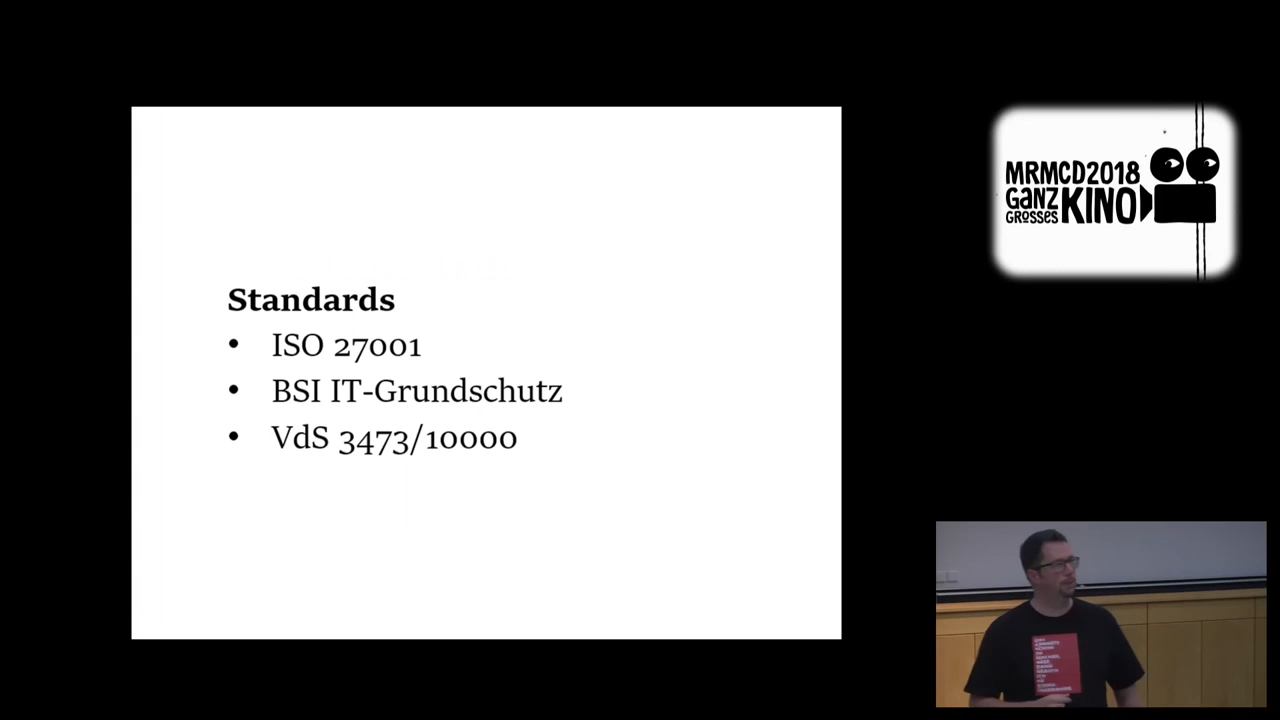 Standards
• ISO 27001
• BSI IT-Grundschutz
• VdS 3473/10000
MRMCD2018
GANZ
GROSSES
KINO